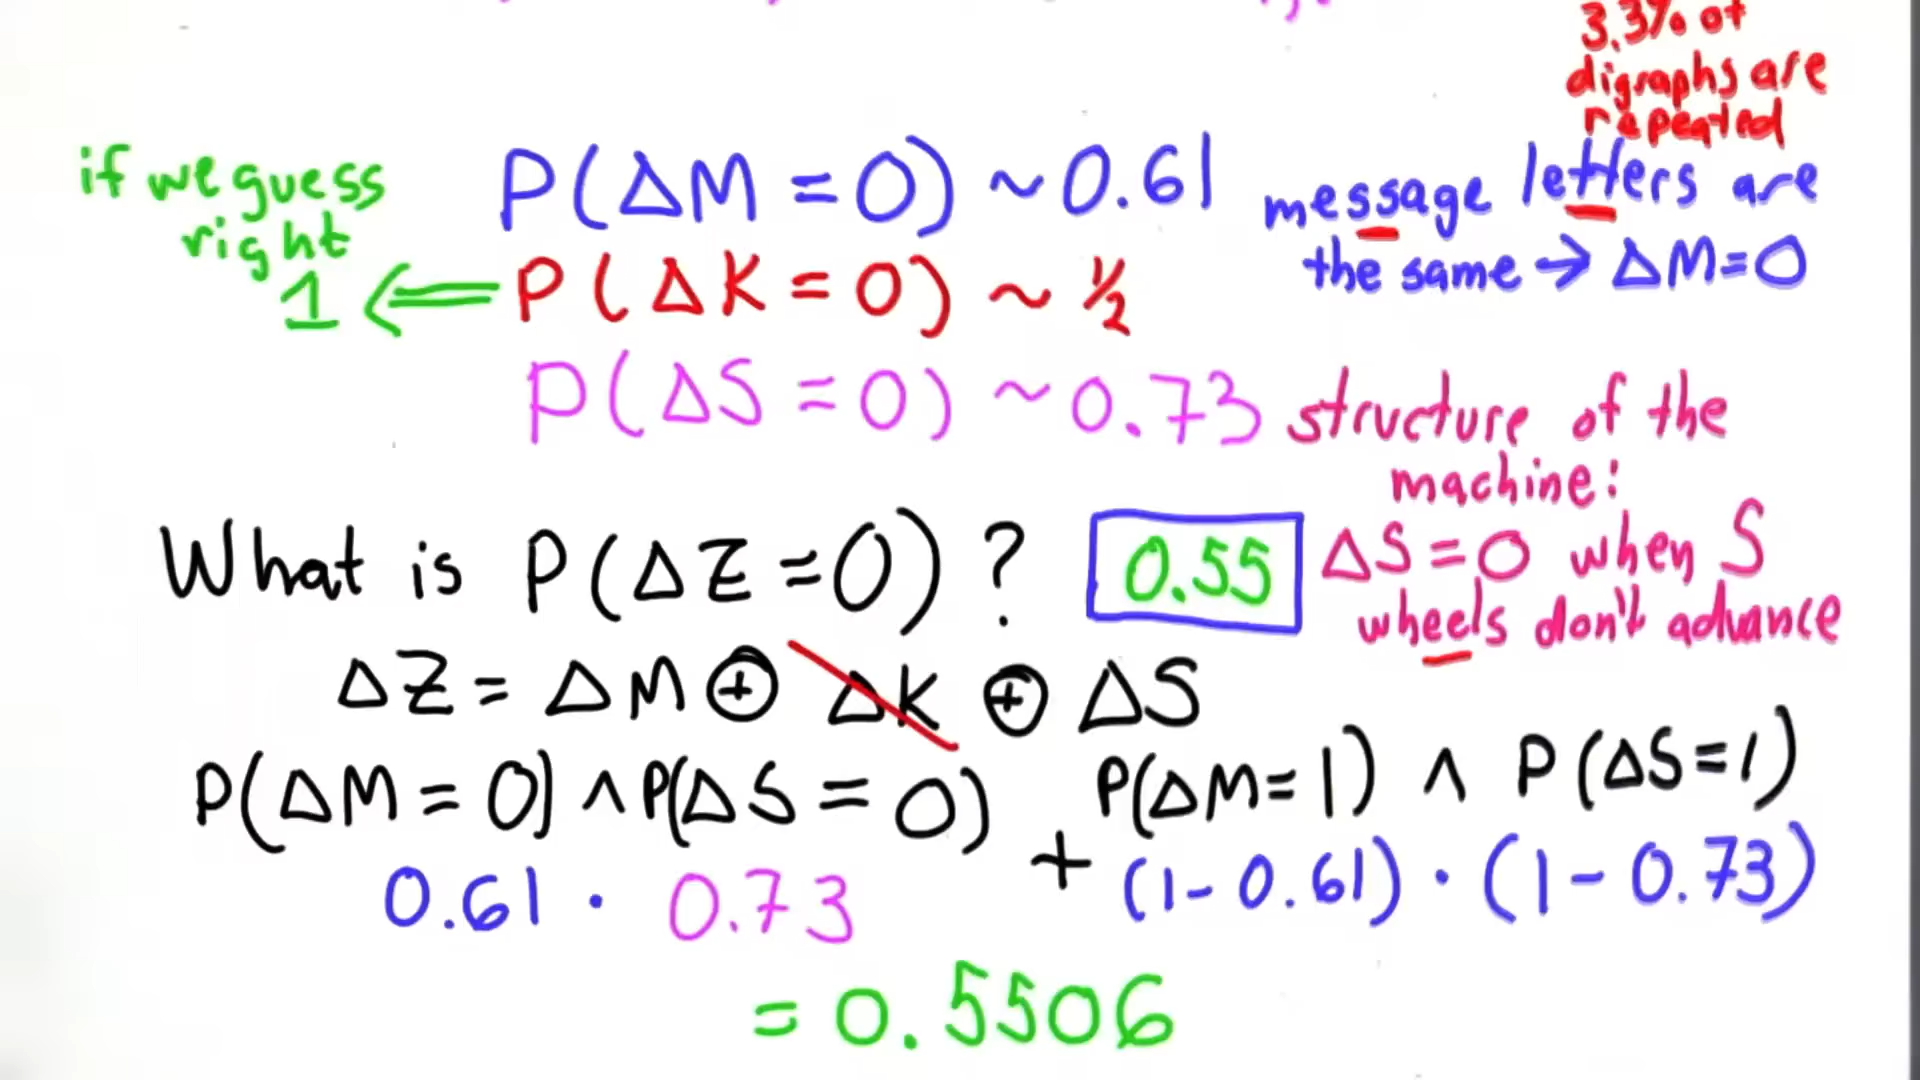 3.3% of
digraphs are
repeated
if we guess
right
1 ⇐ P(ΔM = 0) ~ 0.61
message letters are
the same → ΔM = 0
P(ΔK = 0) ~ 1/2
P(ΔS = 0) ~ 0.73
structure of the
machine:
ΔS = 0 when S
wheels don't advance
What is P(ΔZ = 0)? 0.55
ΔZ = ΔM ⊕ ΔK ⊕ ΔS
P(ΔM = 0) ∧ P(ΔS = 0) + P(ΔM = 1) ∧ P(ΔS = 1)
0.61 · 0.73 (1 - 0.61) · (1 - 0.73)
= 0.5506